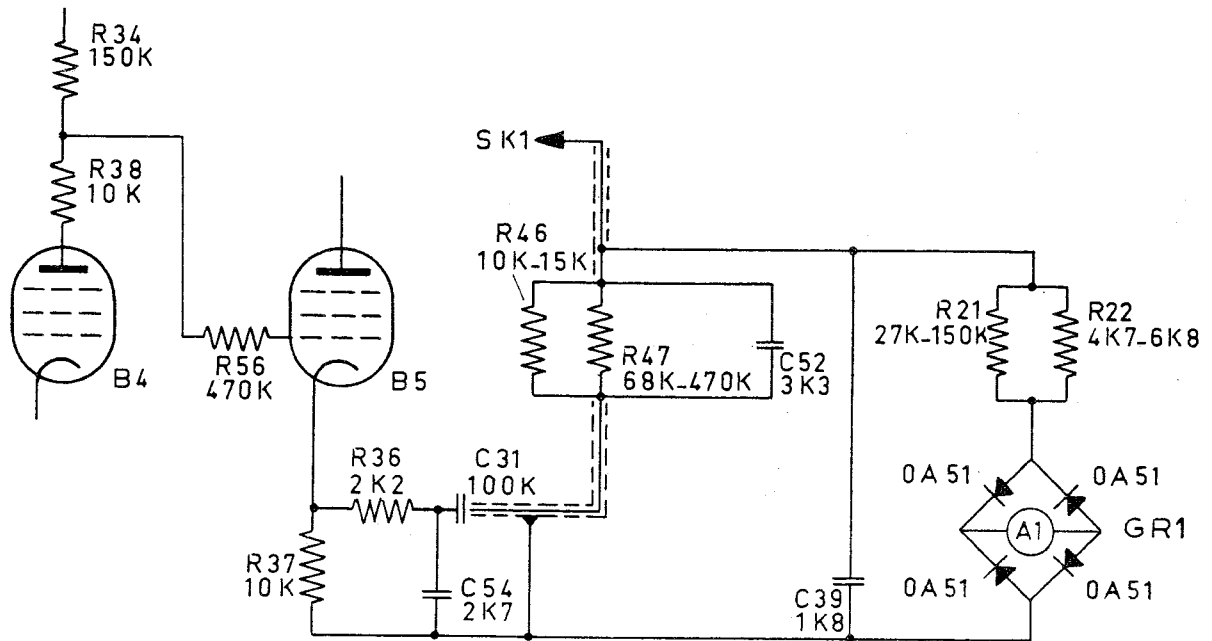 R34
150K
R38
10K
B4
R56
470K
B5
SK1
R46
10K-15K
R47
68K-470K
C52
3K3
R21
27K-150K
R22
4K7-6K8
R36
2K2
C31
100K
R37
10K
C54
2K7
C39
1K8
0A51
0A51
A1
GR1
0A51
0A51